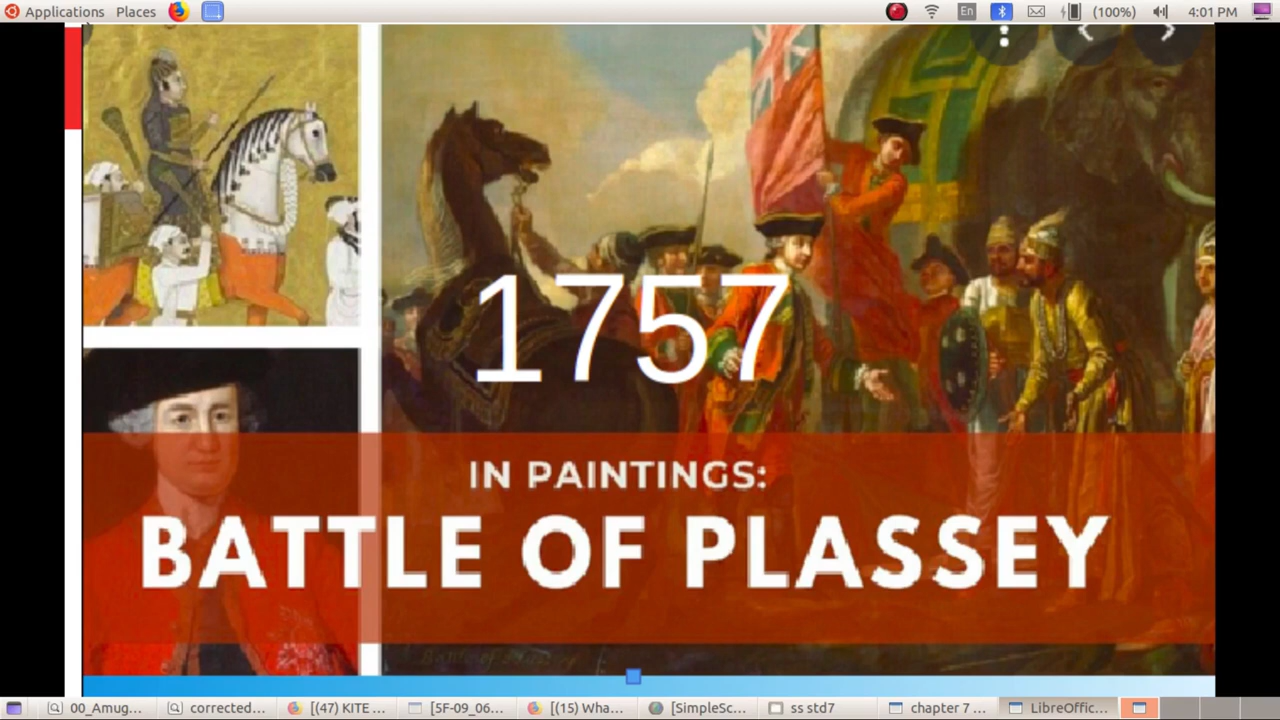 Applications Places En (100%) 4:01 PM
1757
IN PAINTINGS:
BATTLE OF PLASSEY
00_Amug... corrected... [(47) KITE ... [5F-09_06... [(15) Wha... [SimpleSc... ss std7 chapter 7 ... LibreOffic...